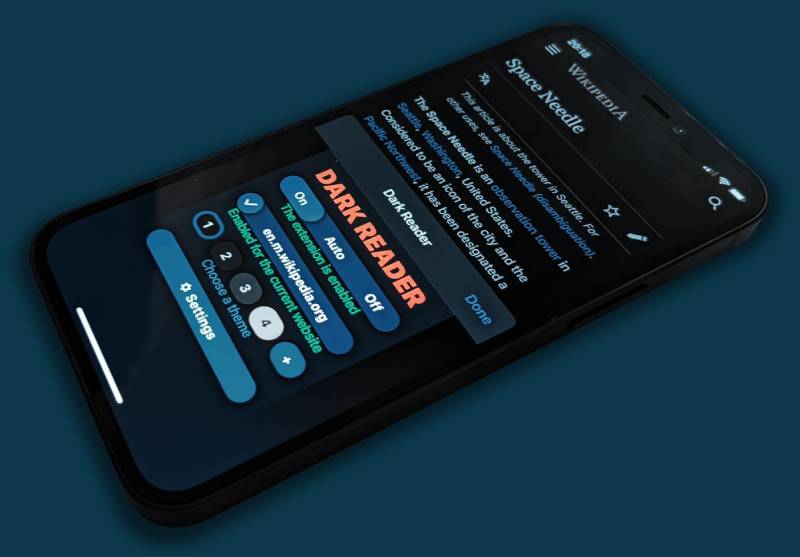 20:18
WIKIPEDIA
Space Needle
This article is about the tower in Seattle. For
other uses, see Space Needle (disambiguation).
The Space Needle is an observation tower in
Seattle, Washington, United States.
Considered to be an icon of the city and the
Pacific Northwest, it has been designated a
Dark Reader
Done
DARK READER
On
Auto
Off
The extension is enabled
en.m.wikipedia.org
Enabled for the current website
1
2
3
4
+
Choose a theme
Settings